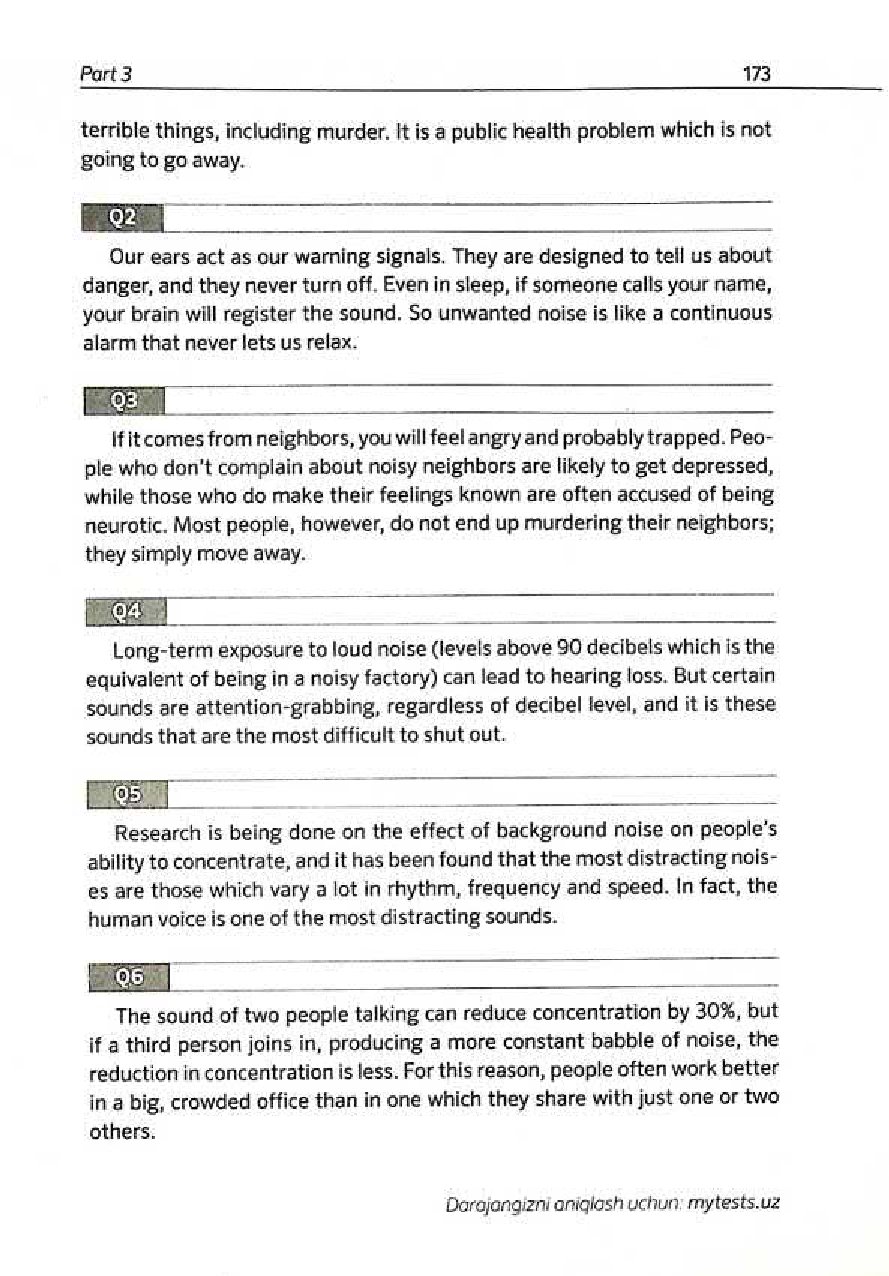 Part 3 173
terrible things, including murder. It is a public health problem which is not
going to go away.
Q2
Our ears act as our warning signals. They are designed to tell us about
danger, and they never turn off. Even in sleep, if someone calls your name,
your brain will register the sound. So unwanted noise is like a continuous
alarm that never lets us relax.
Q3
If it comes from neighbors, you will feel angry and probably trapped. Peo-
ple who don't complain about noisy neighbors are likely to get depressed,
while those who do make their feelings known are often accused of being
neurotic. Most people, however, do not end up murdering their neighbors;
they simply move away.
Q4
Long-term exposure to loud noise (levels above 90 decibels which is the
equivalent of being in a noisy factory) can lead to hearing loss. But certain
sounds are attention-grabbing, regardless of decibel level, and it is these
sounds that are the most difficult to shut out.
Q5
Research is being done on the effect of background noise on people's
ability to concentrate, and it has been found that the most distracting nois-
es are those which vary a lot in rhythm, frequency and speed. In fact, the
human voice is one of the most distracting sounds.
Q6
The sound of two people talking can reduce concentration by 30%, but
if a third person joins in, producing a more constant babble of noise, the
reduction in concentration is less. For this reason, people often work better
in a big, crowded office than in one which they share with just one or two
others.
Darajangizni aniqlash uchun: mytests.uz